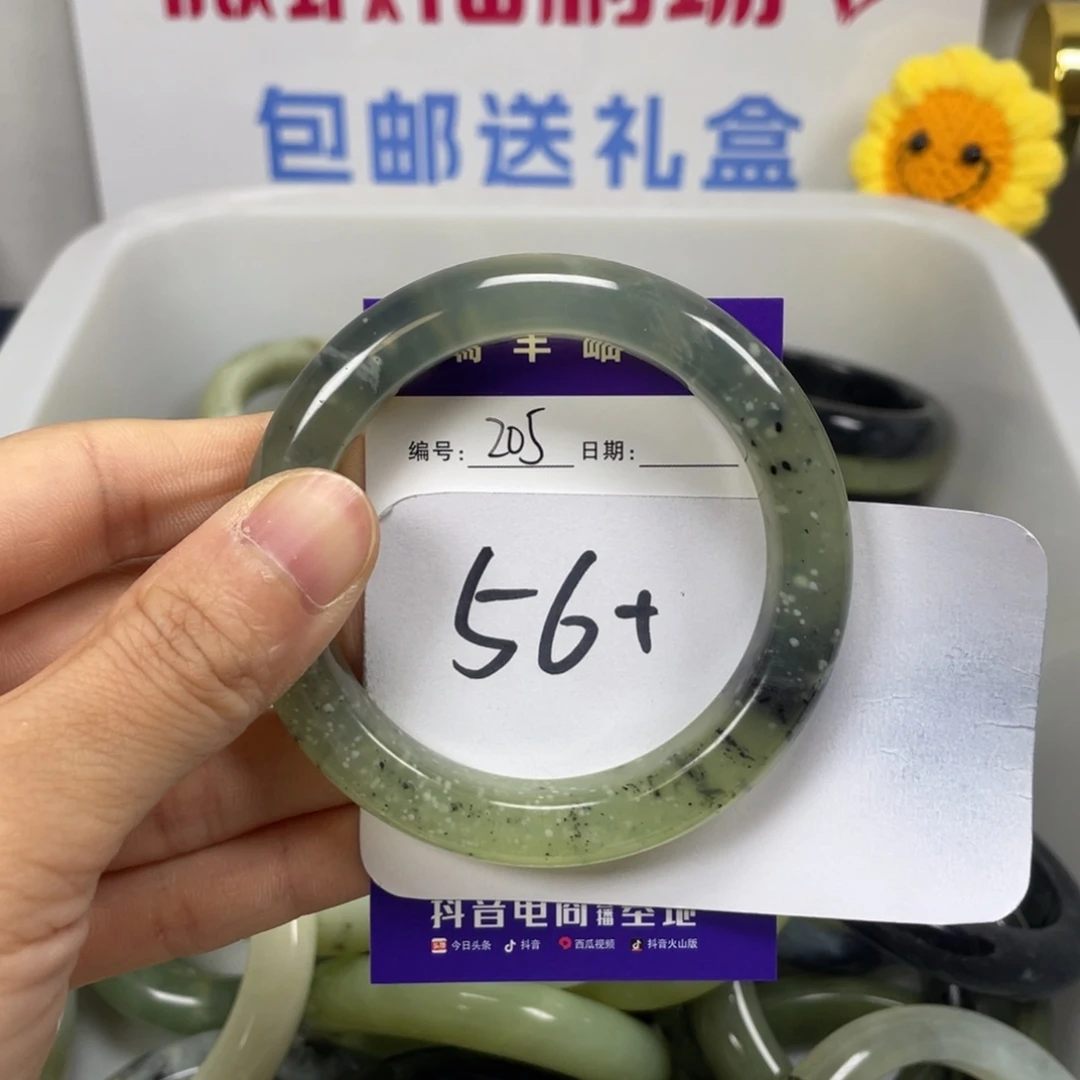 包邮送礼盒
编号: 205 日期:
56+
抖音电商直播基地
今日头条 抖音 西瓜视频 抖音火山版